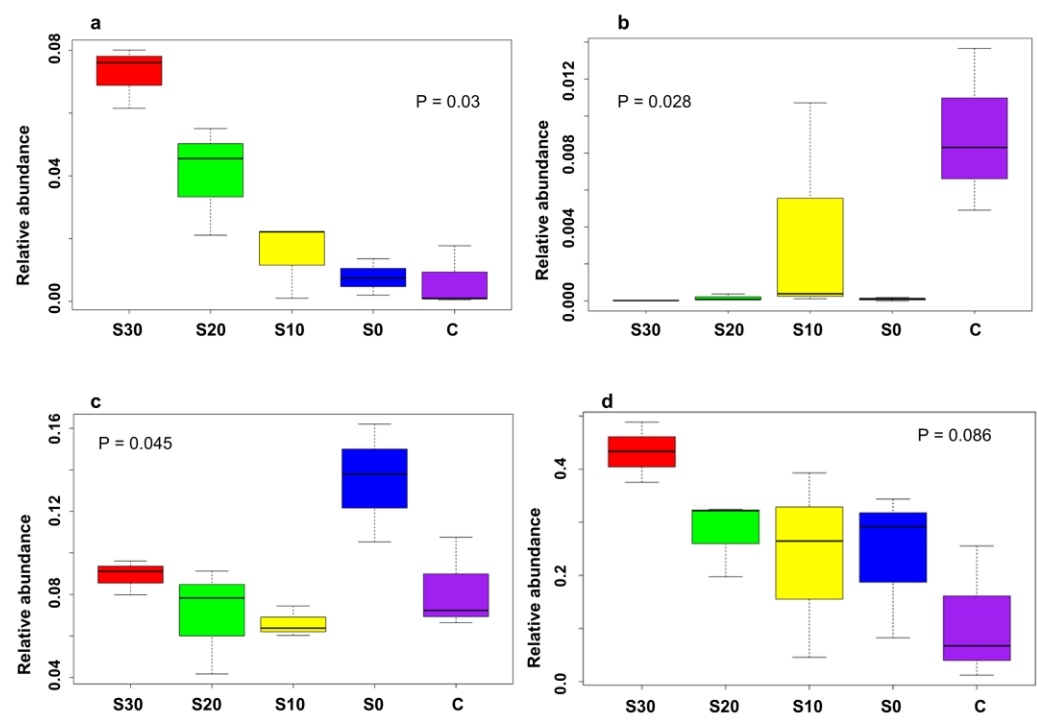 a
0.08
0.04
0.00
Relative abundance
P = 0.03
S30 S20 S10 S0 C
b
0.012
0.008
0.004
0.000
Relative abundance
P = 0.028
S30 S20 S10 S0 C
c
0.16
0.12
0.08
0.04
Relative abundance
P = 0.045
S30 S20 S10 S0 C
d
0.4
0.2
0.0
Relative abundance
P = 0.086
S30 S20 S10 S0 C